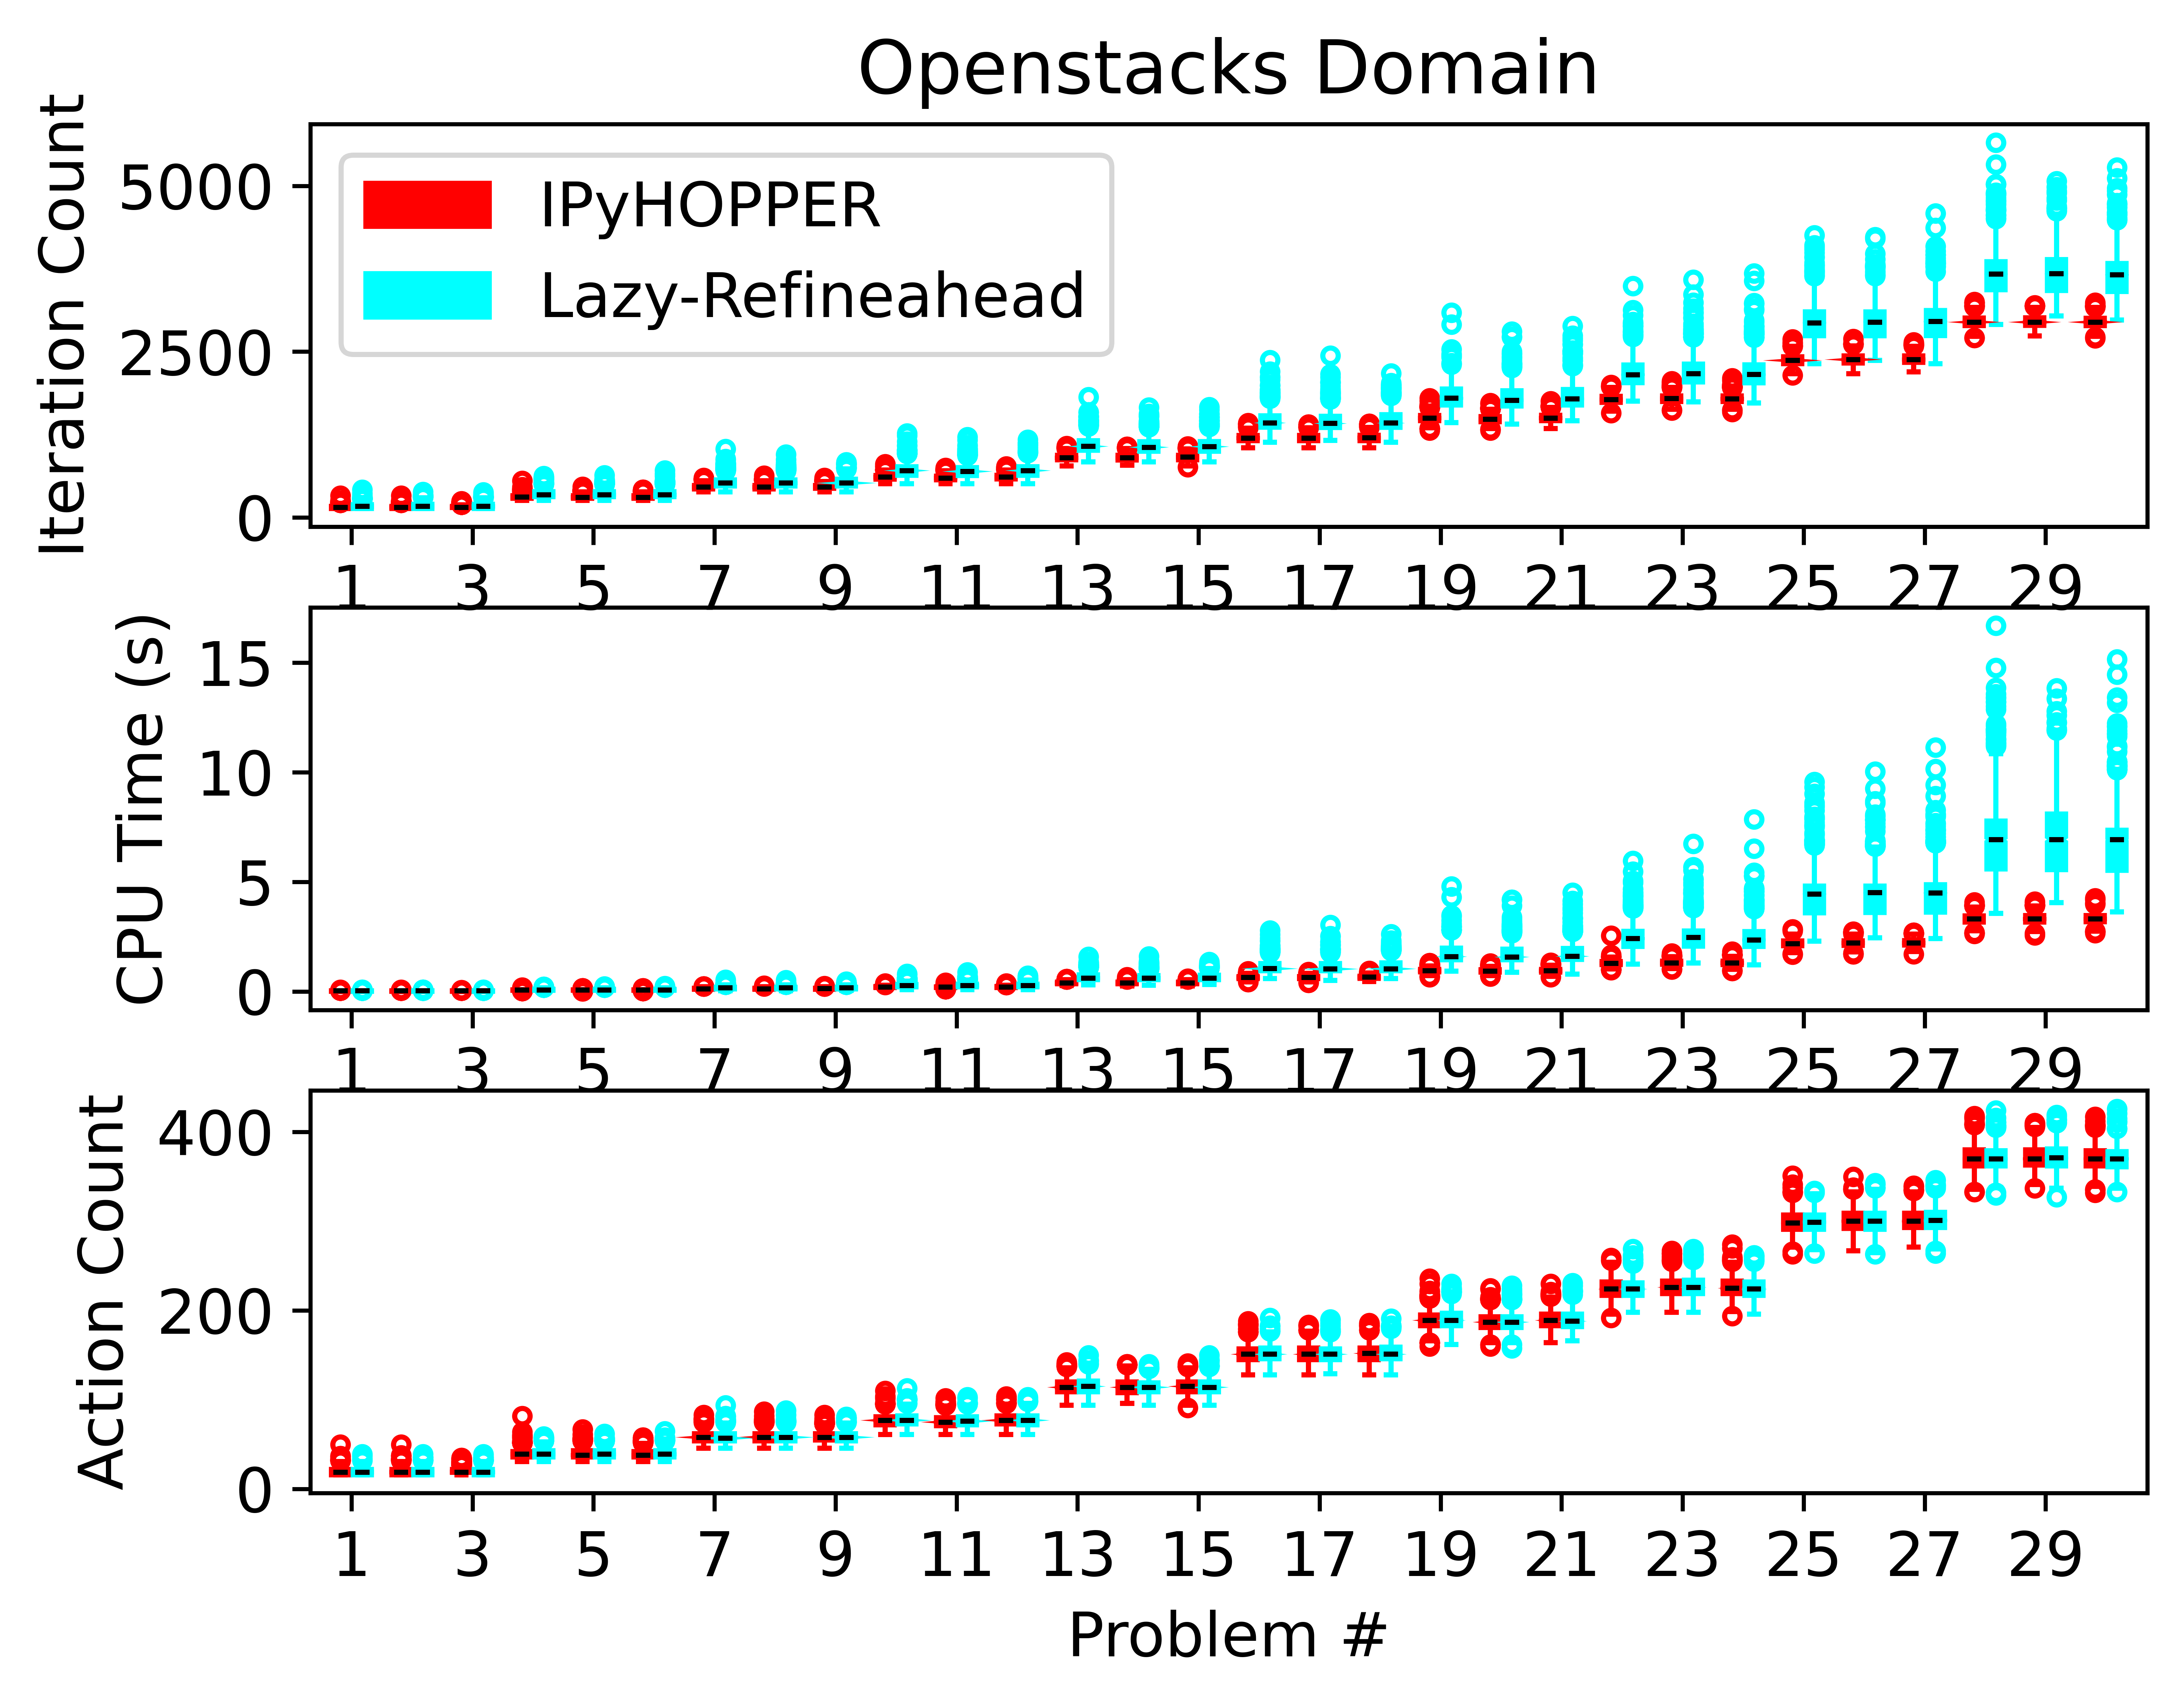 Openstacks Domain
Iteration Count
5000
2500
0
IPyHOPPER
Lazy-Refineahead
1 3 5 7 9 11 13 15 17 19 21 23 25 27 29
CPU Time (s)
15
10
5
0
1 3 5 7 9 11 13 15 17 19 21 23 25 27 29
Action Count
400
200
0
1 3 5 7 9 11 13 15 17 19 21 23 25 27 29
Problem #